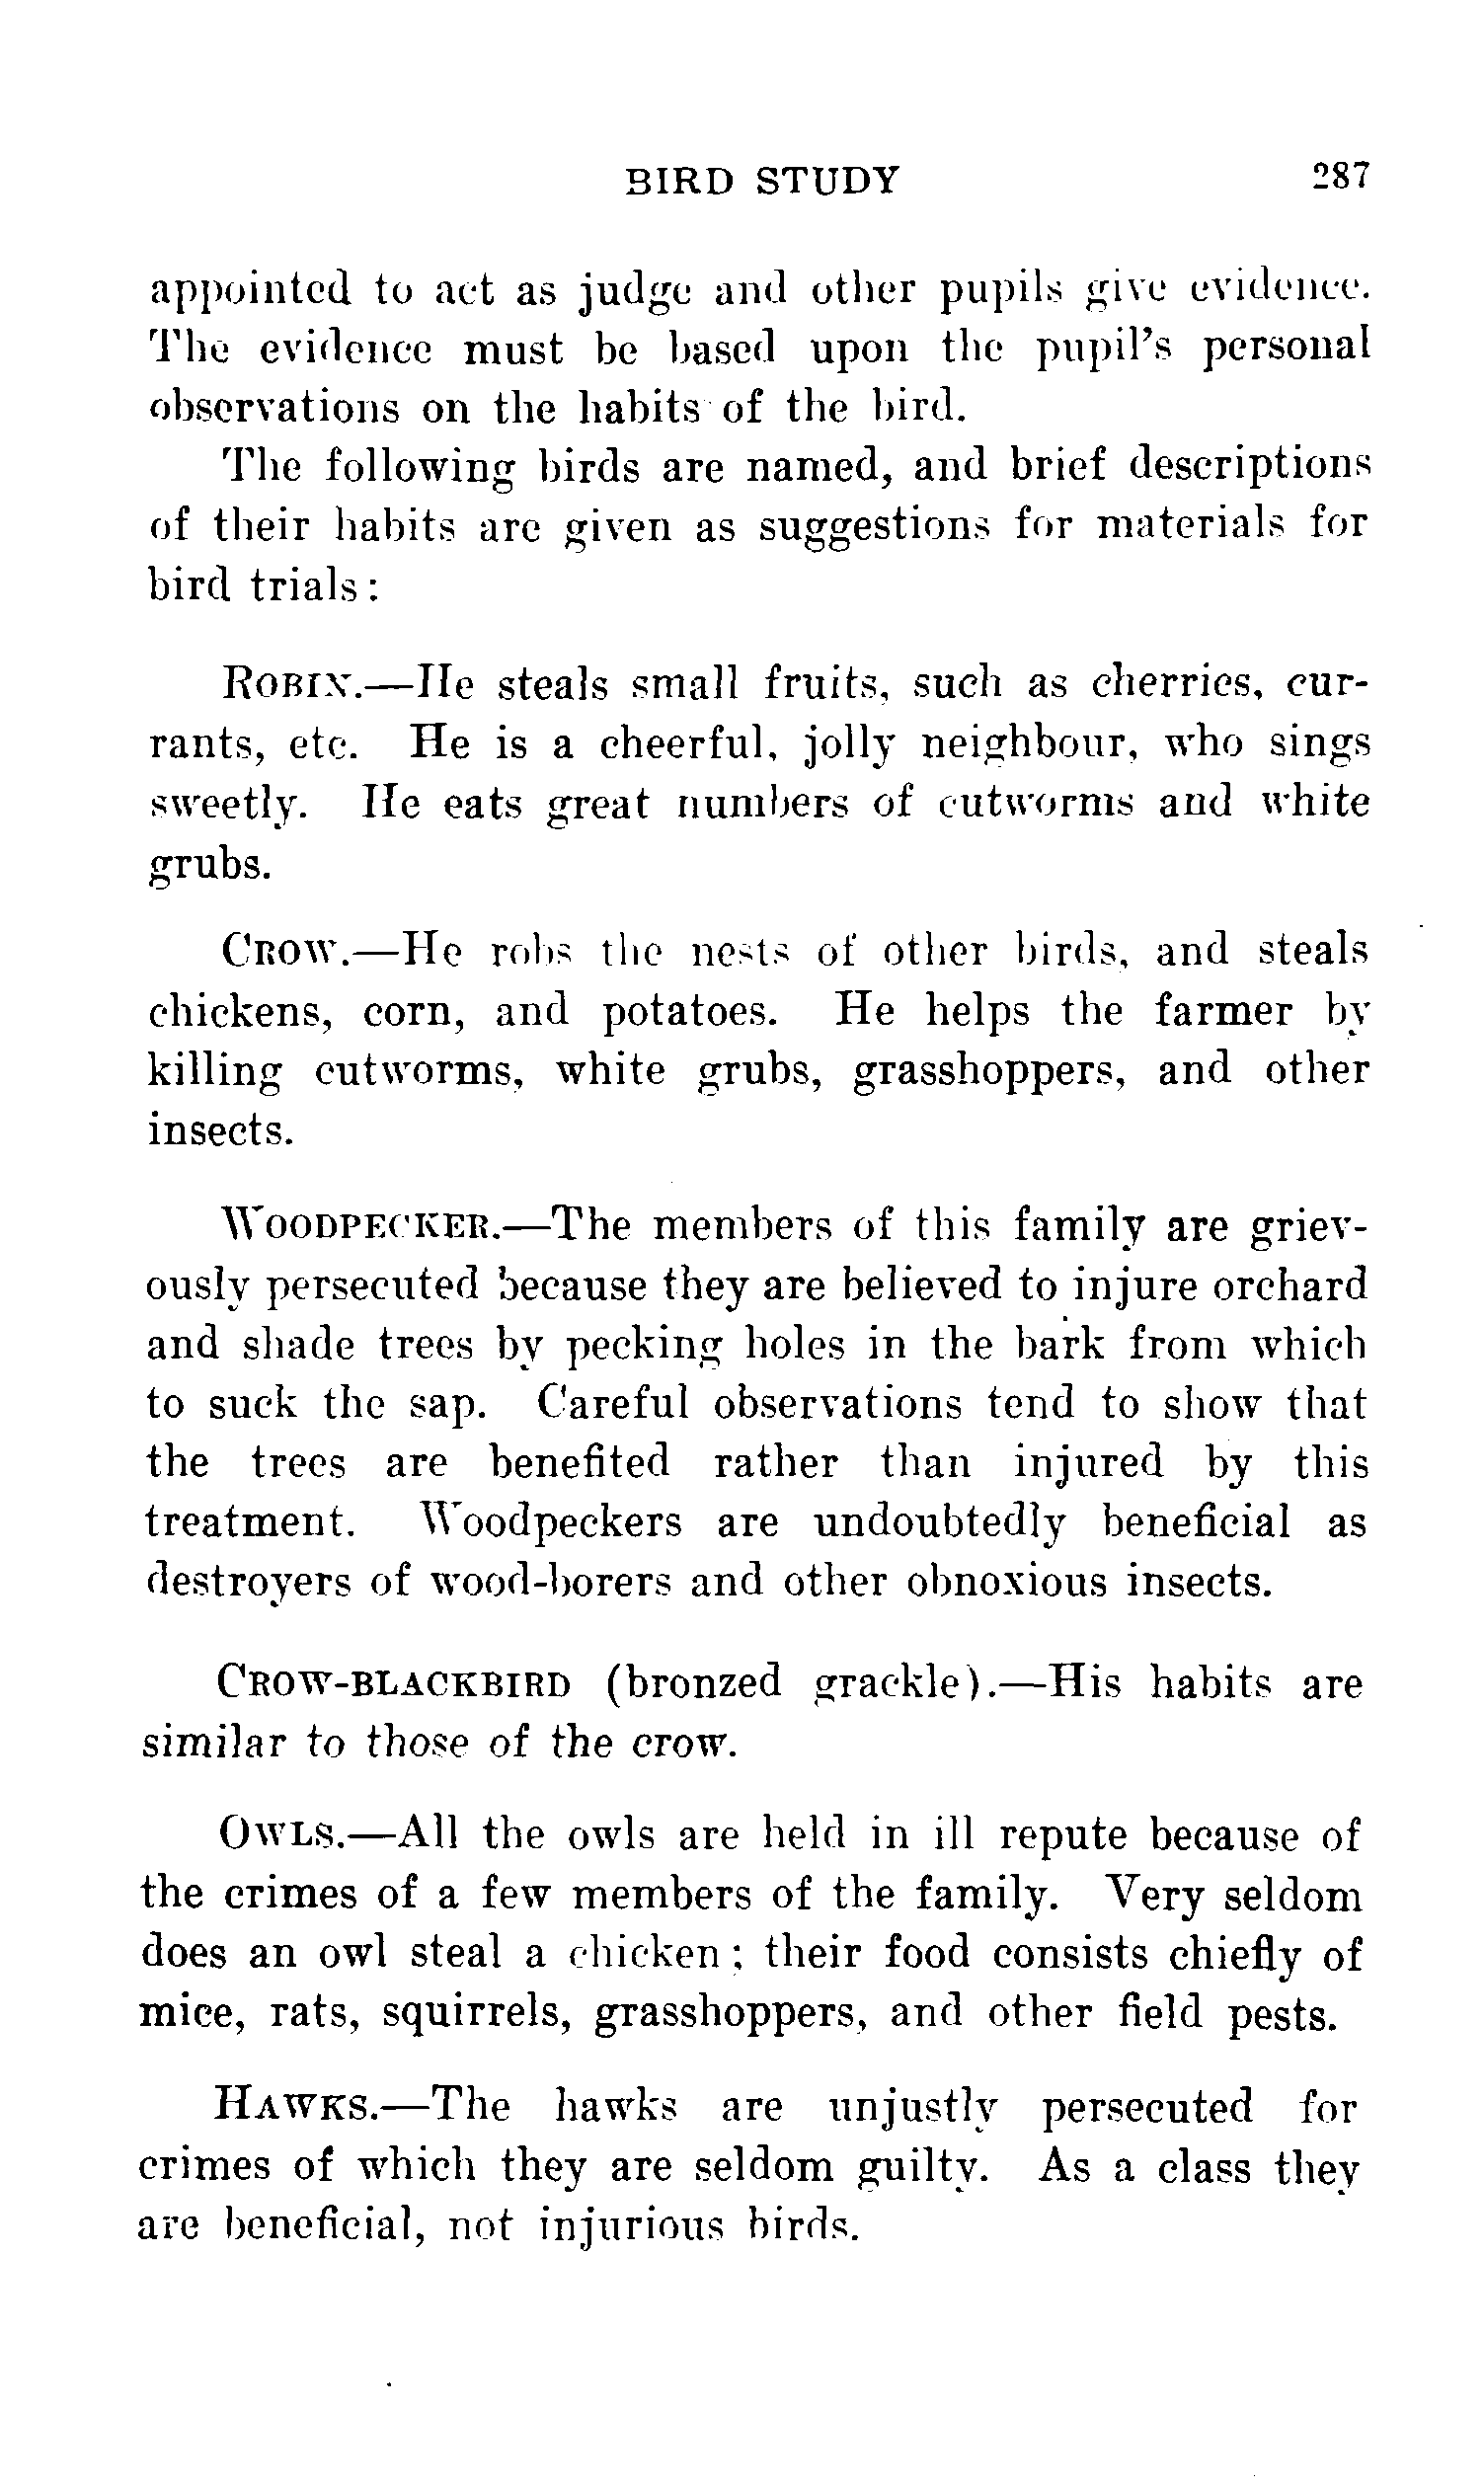 BIRD STUDY 287
appointed to act as judge and other pupils give evidence.
The evidence must be based upon the pupil's personal
observations on the habits of the bird.
The following birds are named, and brief descriptions
of their habits are given as suggestions for materials for
bird trials:
ROBIN.—He steals small fruits, such as cherries, cur-
rants, etc. He is a cheerful, jolly neighbour, who sings
sweetly. He eats great numbers of cutworms and white
grubs.
CROW.—He robs the nests of other birds, and steals
chickens, corn, and potatoes. He helps the farmer by
killing cutworms, white grubs, grasshoppers, and other
insects.
WOODPECKER.—The members of this family are griev-
ously persecuted because they are believed to injure orchard
and shade trees by pecking holes in the bark from which
to suck the sap. Careful observations tend to show that
the trees are benefited rather than injured by this
treatment. Woodpeckers are undoubtedly beneficial as
destroyers of wood-borers and other obnoxious insects.
CROW-BLACKBIRD (bronzed grackle).—His habits are
similar to those of the crow.
OWLS.—All the owls are held in ill repute because of
the crimes of a few members of the family. Very seldom
does an owl steal a chicken; their food consists chiefly of
mice, rats, squirrels, grasshoppers, and other field pests.
HAWKS.—The hawks are unjustly persecuted for
crimes of which they are seldom guilty. As a class they
are beneficial, not injurious birds.